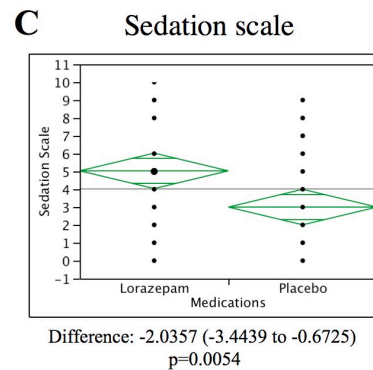 C
Sedation scale
11
10
9
8
7
6
5
4
3
2
1
0
-1
Sedation Scale
Lorazepam Placebo
Medications
Difference: -2.0357 (-3.4439 to -0.6725)
p=0.0054